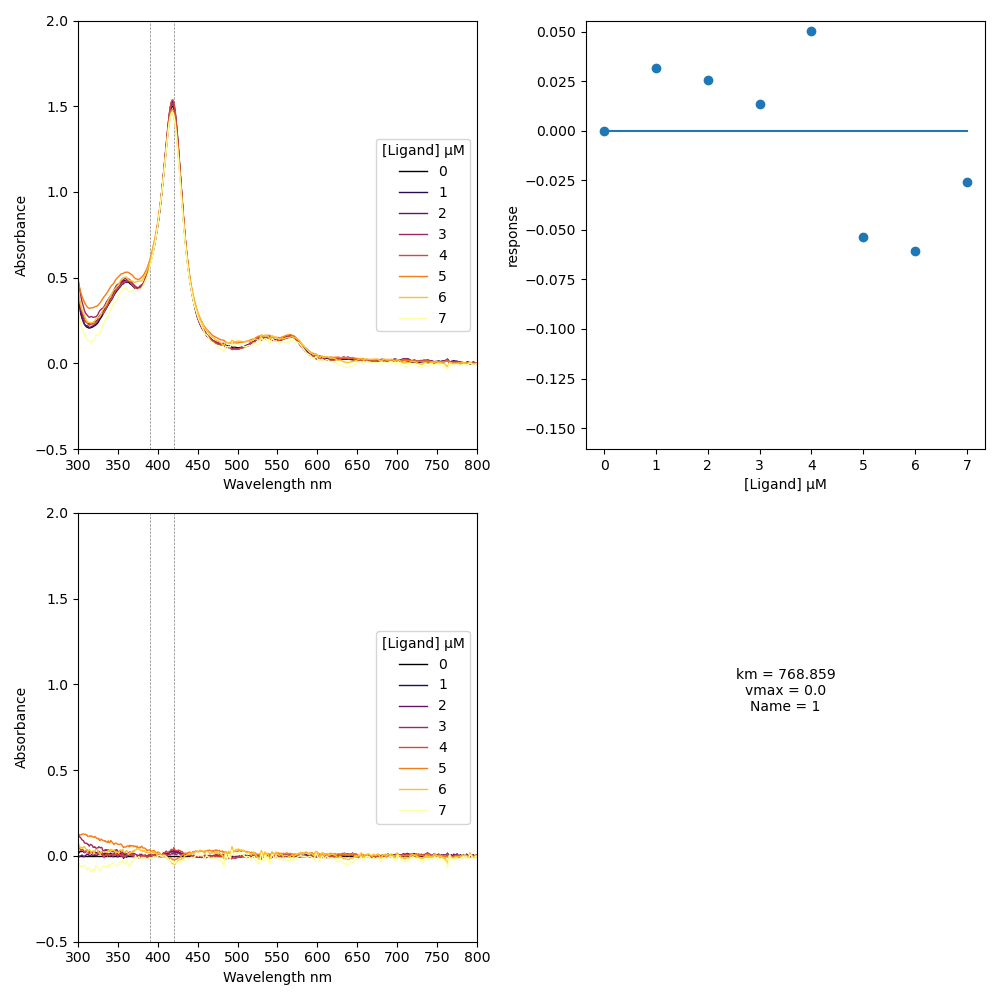 2.0
1.5
1.0
0.5
0.0
−0.5
Absorbance
300 350 400 450 500 550 600 650 700 750 800
Wavelength nm
[Ligand] µM
0
1
2
3
4
5
6
7
0.050
0.025
0.000
−0.025
−0.050
−0.075
−0.100
−0.125
−0.150
response
0 1 2 3 4 5 6 7
[Ligand] µM
2.0
1.5
1.0
0.5
0.0
−0.5
Absorbance
300 350 400 450 500 550 600 650 700 750 800
Wavelength nm
[Ligand] µM
0
1
2
3
4
5
6
7
km = 768.859
vmax = 0.0
Name = 1